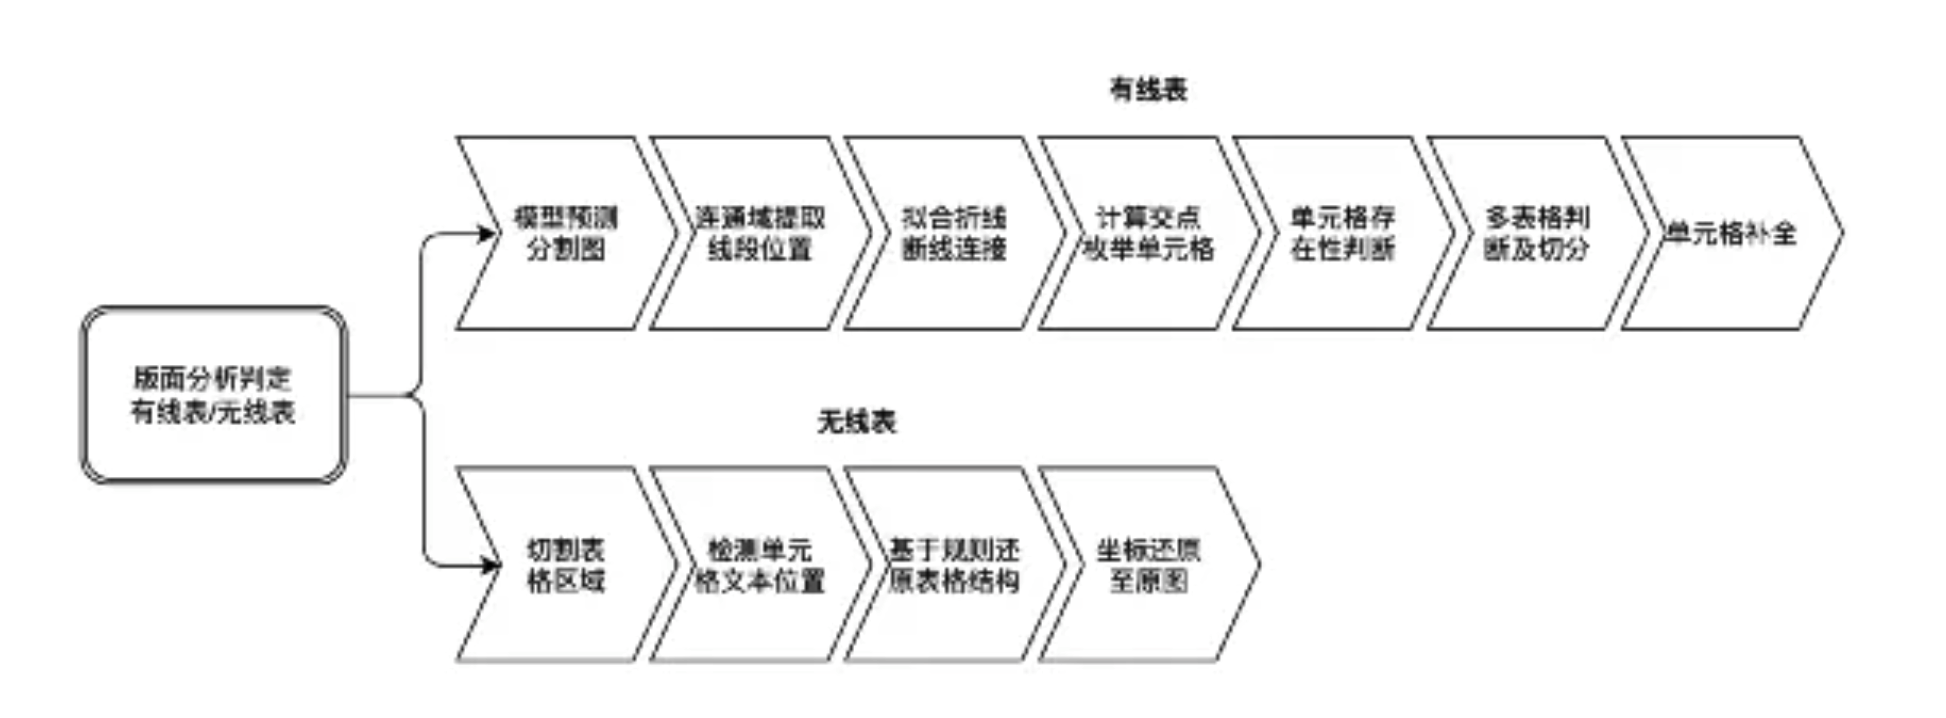 有线表
模型预测
分割图
连通域提取
线段位置
拟合折线
断线连接
计算交点
枚举单元格
单元格存
在性判断
多表格判
断及切分
单元格补全
版面分析判定
有线表/无线表
无线表
切割表
格区域
检测单元
格文本位置
基于规则还
原表格结构
坐标还原
至原图